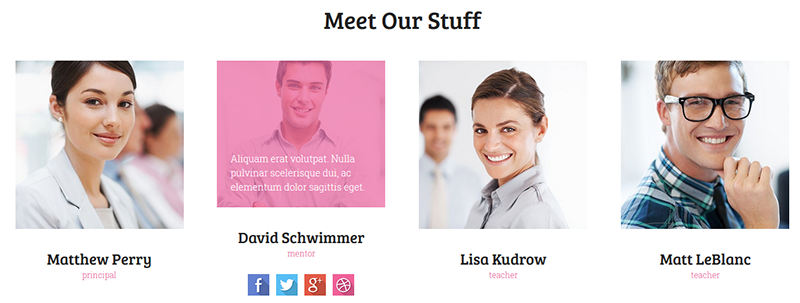 Meet Our Stuff
Aliquam erat volutpat. Nulla
pulvinar scelerisque dui, ac
elementum dolor sagittis eget.
Matthew Perry
principal
David Schwimmer
mentor
f
g+
Lisa Kudrow
teacher
Matt LeBlanc
teacher